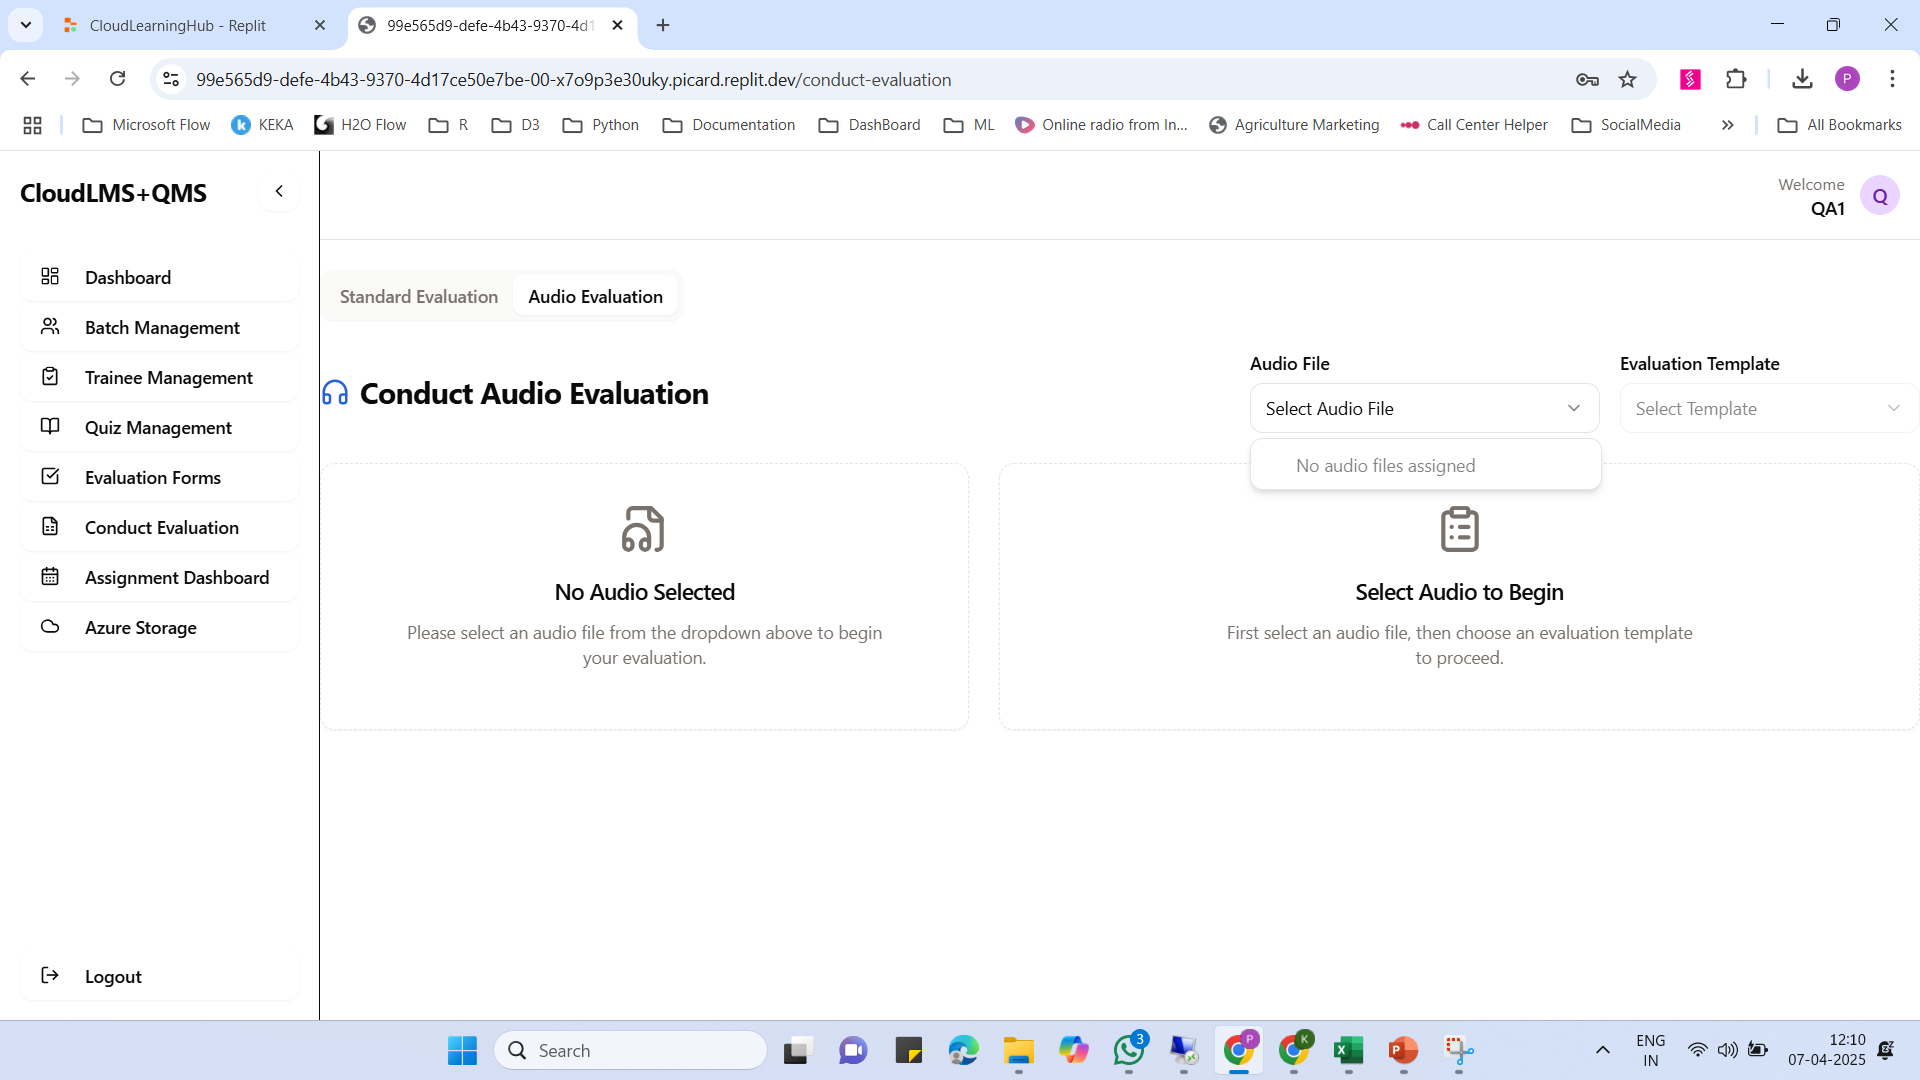 CloudLearningHub - Replit
99e565d9-defe-4b43-9370-4d1
99e565d9-defe-4b43-9370-4d17ce50e7be-00-x7o9p3e30uky.picard.replit.dev/conduct-evaluation
P
Microsoft Flow
KEKA
H2O Flow
R
D3
Python
Documentation
DashBoard
ML
Online radio from In...
Agriculture Marketing
Call Center Helper
SocialMedia
All Bookmarks
CloudLMS+QMS
Welcome
QA1
Q
Dashboard
Batch Management
Trainee Management
Quiz Management
Evaluation Forms
Conduct Evaluation
Assignment Dashboard
Azure Storage
Logout
Standard Evaluation
Audio Evaluation
Conduct Audio Evaluation
Audio File
Select Audio File
No audio files assigned
Evaluation Template
Select Template
No Audio Selected
Please select an audio file from the dropdown above to begin
your evaluation.
Select Audio to Begin
First select an audio file, then choose an evaluation template
to proceed.
Search
3
P
K
ENG
IN
12:10
07-04-2025